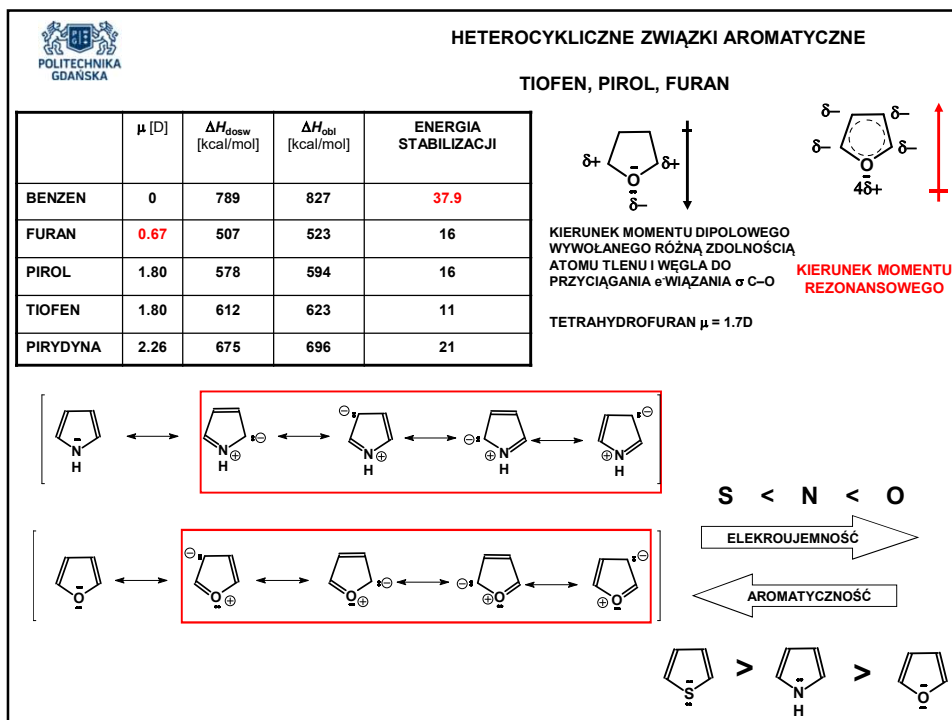 POLITECHNIKA
GDAŃSKA
HETEROCYKLICZNE ZWIĄZKI AROMATYCZNE
TIOFEN, PIROL, FURAN
μ [D] ΔHdosw [kcal/mol] ΔHobl [kcal/mol] ENERGIA STABILIZACJI
BENZEN 0 789 827 37.9
FURAN 0.67 507 523 16
PIROL 1.80 578 594 16
TIOFEN 1.80 612 623 11
PIRYDYNA 2.26 675 696 21
δ+ δ+
O
δ–
δ– δ–
δ– δ–
O
4δ+
KIERUNEK MOMENTU DIPOLOWEGO
WYWOŁANEGO RÓŻNĄ ZDOLNOŚCIĄ
ATOMU TLENU I WĘGLA DO
PRZYCIĄGANIA e-WIĄZANIA σ C–O
KIERUNEK MOMENTU
REZONANSOWEGO
TETRAHYDROFURAN μ = 1.7D
N N N N N
H H H H H
S < N < O
ELEKROUJEMNOŚĆ
O O O O O
AROMATYCZNOŚĆ
S > N > O
H